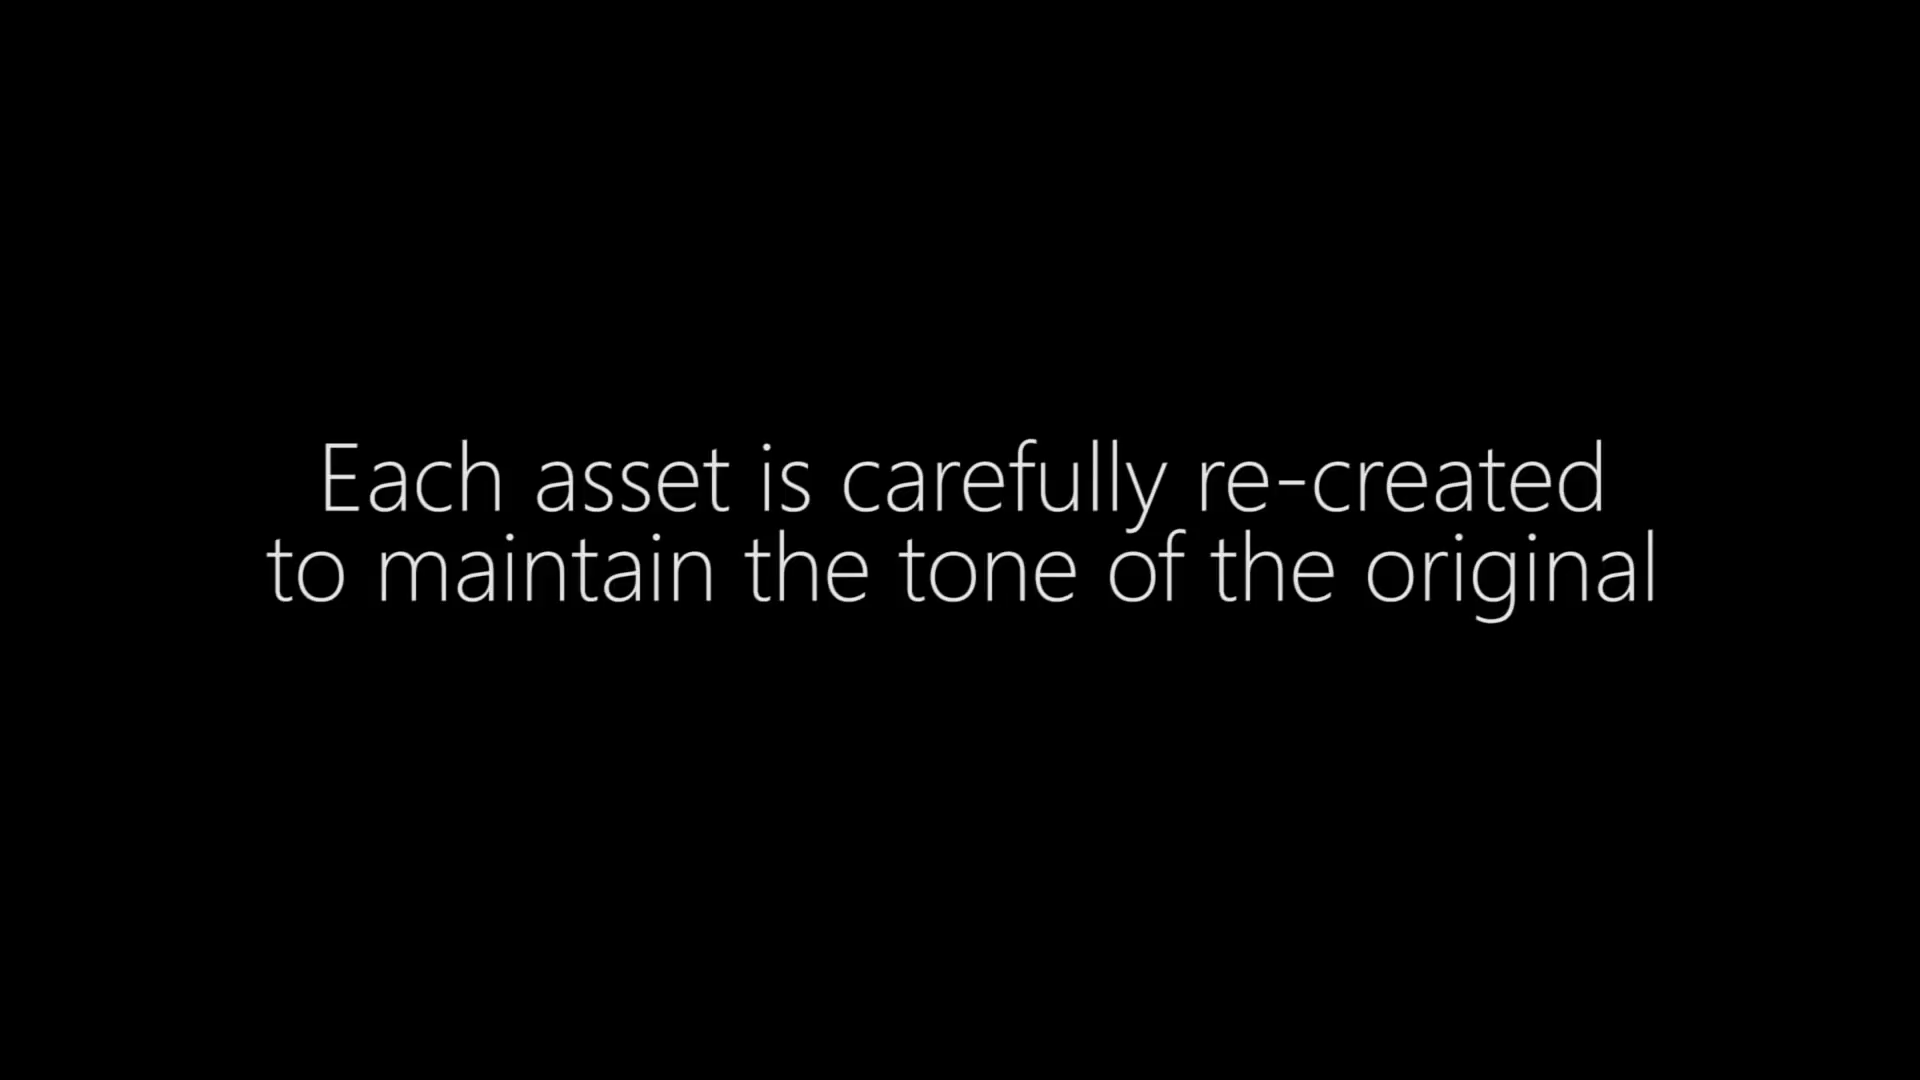 Each asset is carefully re-created
to maintain the tone of the original